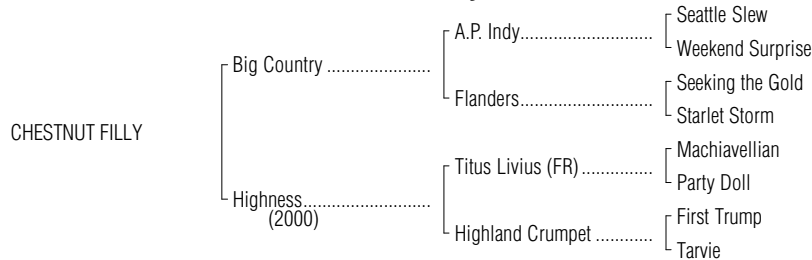 Seattle Slew
A.P. Indy............................
Weekend Surprise
Big Country ......................
Seeking the Gold
Flanders............................
Starlet Storm
CHESTNUT FILLY
Machiavellian
Titus Livius (FR) ...............
Party Doll
Highness...........................
(2000)
First Trump
Highland Crumpet ............
Tarvie